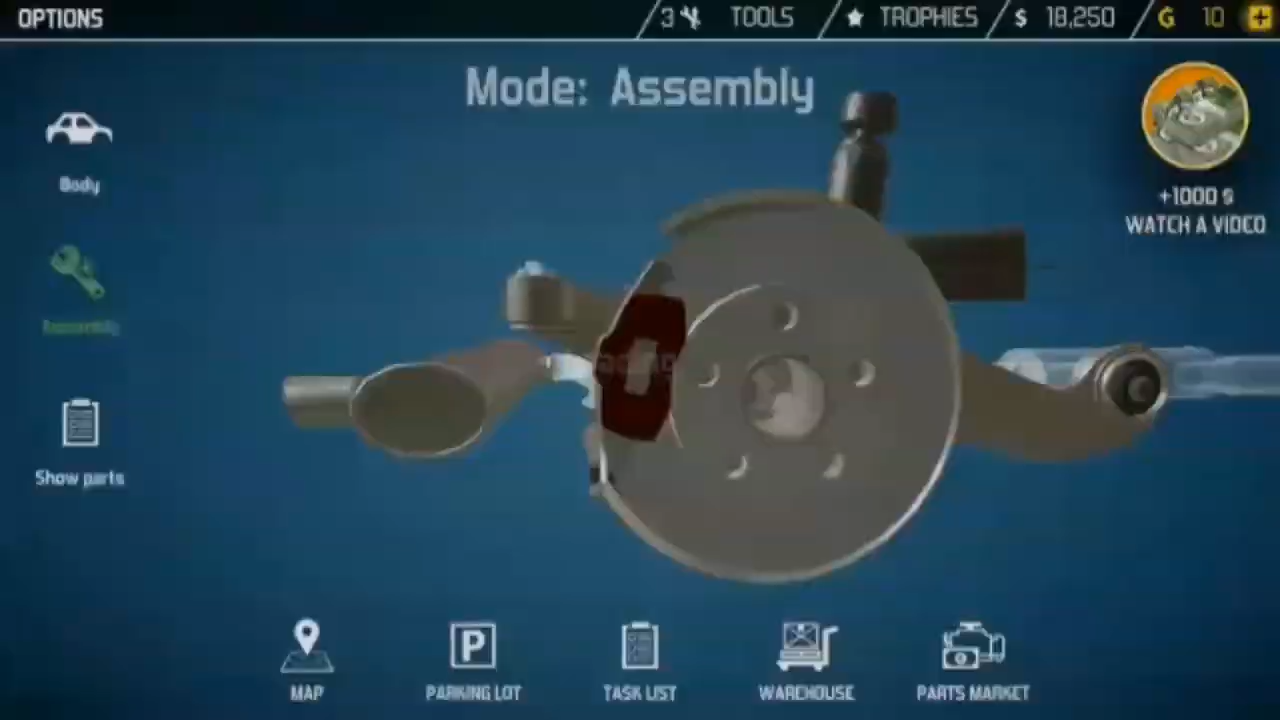 OPTIONS
3 TOOLS
TROPHIES
$ 18,250
G 10
Mode: Assembly
Body
+1000 $
WATCH A VIDEO
Show parts
P
MAP
PARKING LOT
TASK LIST
WAREHOUSE
PARTS MARKET